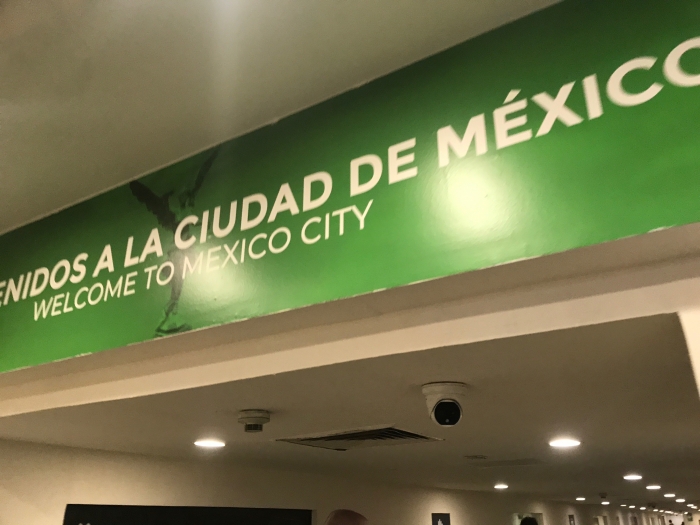 ENIDOS A LA CIUDAD DE MÉXICO
WELCOME TO MEXICO CITY